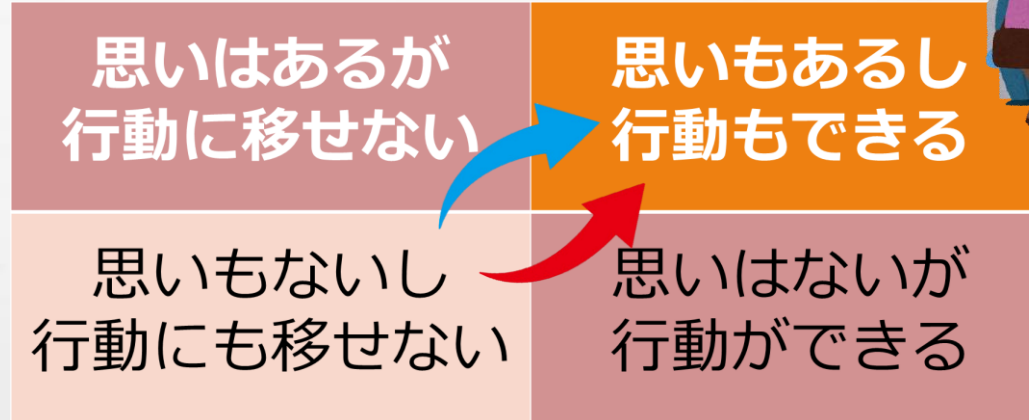 思いはあるが
行動に移せない
思いもあるし
行動もできる
思いもないし
行動にも移せない
思いはないが
行動ができる